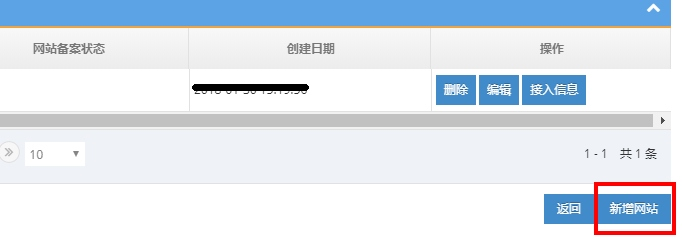 网站备案状态 创建日期 操作
删除 编辑 接入信息
10 1 - 1 共 1 条
返回 新增网站